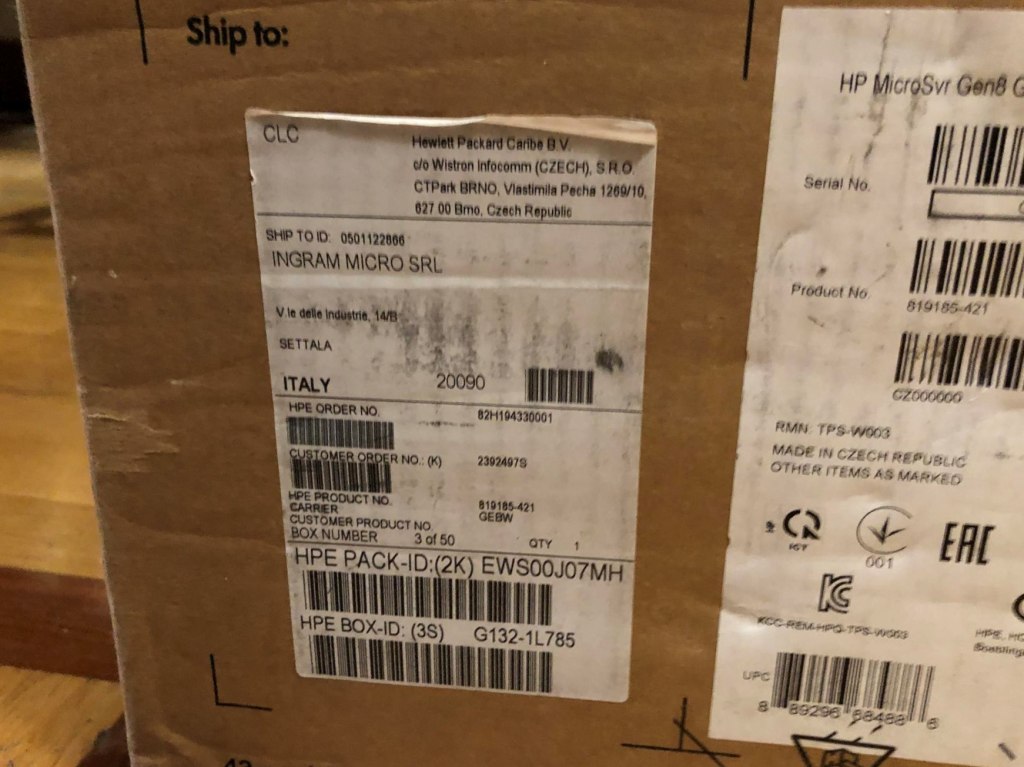 Ship to:
CLC
Hewlett Packard Caribe B.V.
c/o Wistron Infocomm (CZECH), S.R.O.
CTPark BRNO, Vlastimila Pecha 1269/10,
627 00 Brno, Czech Republic
SHIP TO ID: 0501122866
INGRAM MICRO SRL
V le delle Industrie, 14/B
SETTALA
ITALY 20090
HPE ORDER NO. 82H194330001
CUSTOMER ORDER NO.: (K) 2392497S
HPE PRODUCT NO. 819185-421
CARRIER GEBW
CUSTOMER PRODUCT NO.
BOX NUMBER 3 of 50 QTY 1
HPE PACK-ID:(2K) EWS00J07MH
HPE BOX-ID: (3S) G132-1L785
HP MicroSvr Gen8 G
Serial No.
Product No.
819185-421
CZ000000
RMN: TPS-W003
MADE IN CZECH REPUBLIC
OTHER ITEMS AS MARKED
001
EAC
KCC-REM-HPG-TPS-W003
HPE, HQ
UPC
8 89296 68488 6